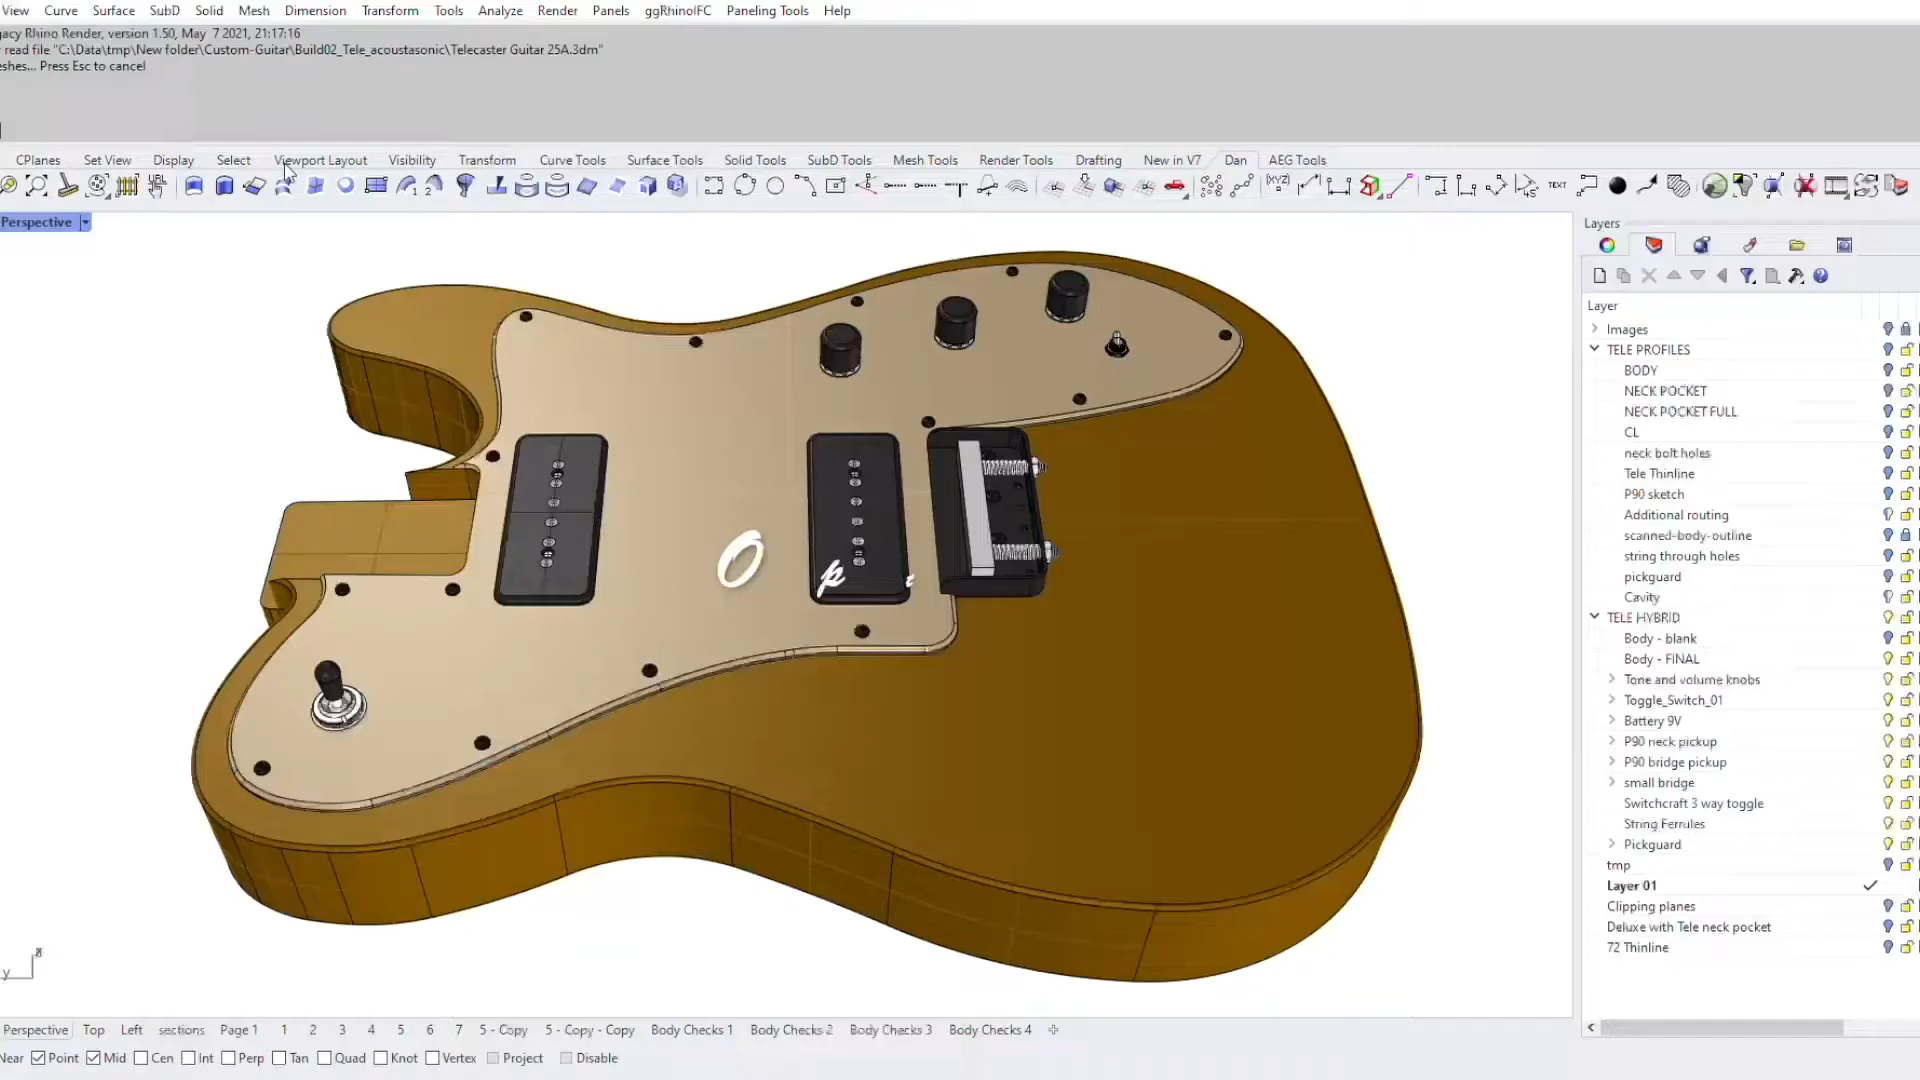 View Curve Surface SubD Solid Mesh Dimension Transform Tools Analyze Render Panels ggRhinoIFC Paneling Tools Help
gacy Rhino Render, version 1.50, May 7 2021, 21:17:16
read file "C:\Data\tmp\New folder\Custom-Guitar\Build02_Tele_acoustasonic\Telecaster Guitar 25A.3dm"
eshes... Press Esc to cancel
CPlanes Set View Display Select Viewport Layout Visibility Transform Curve Tools Surface Tools Solid Tools SubD Tools Mesh Tools Render Tools Drafting New in V7 Dan AEG Tools
Perspective
Layers
Layer
Images
TELE PROFILES
BODY
NECK POCKET
NECK POCKET FULL
CL
neck bolt holes
Tele Thinline
P90 sketch
Additional routing
scanned-body-outline
string through holes
pickguard
Cavity
TELE HYBRID
Body - blank
Body - FINAL
Tone and volume knobs
Toggle_Switch_01
Battery 9V
P90 neck pickup
P90 bridge pickup
small bridge
Switchcraft 3 way toggle
String Ferrules
Pickguard
tmp
Layer 01
Clipping planes
Deluxe with Tele neck pocket
72 Thinline
O p t
y
Perspective Top Left sections Page 1 1 2 3 4 5 6 7 5 - Copy 5 - Copy - Copy Body Checks 1 Body Checks 2 Body Checks 3 Body Checks 4
Near Point Mid Cen Int Perp Tan Quad Knot Vertex Project Disable